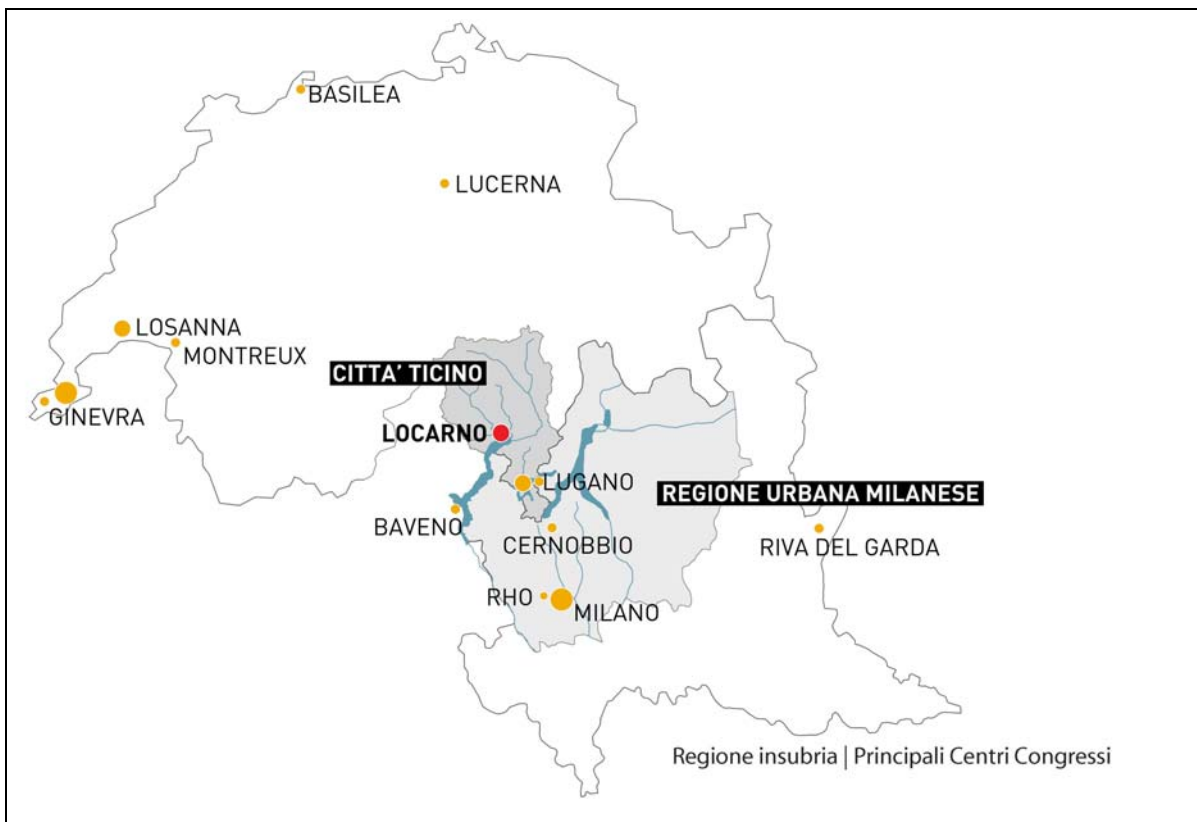 BASILEA
LUCERNA
LOSANNA
MONTREUX
CITTA' TICINO
GINEVRA
LOCARNO
LUGANO
REGIONE URBANA MILANESE
BAVENO
CERNOBBIO
RIVA DEL GARDA
RHO
MILANO
Regione insubria | Principali Centri Congressi